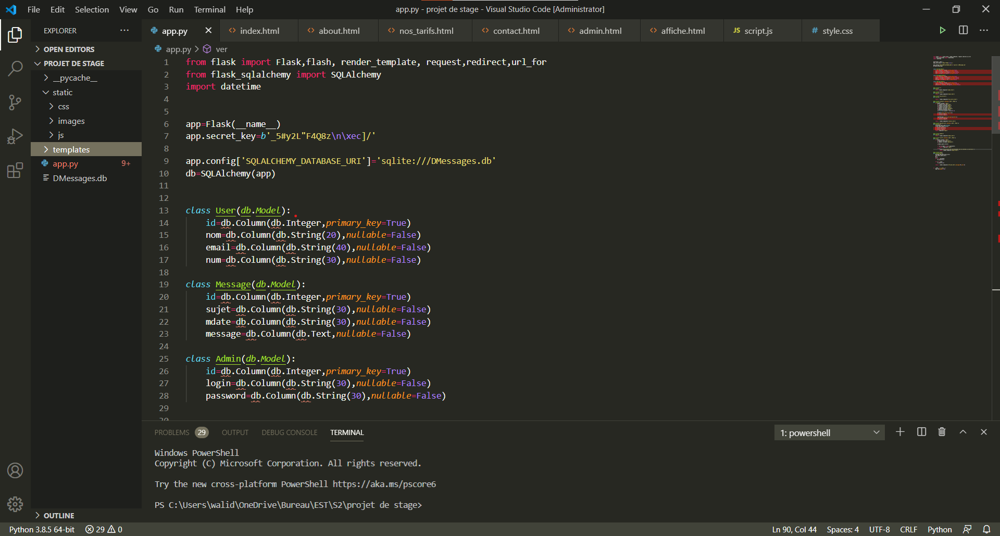 File Edit Selection View Go Run Terminal Help
app.py - projet de stage - Visual Studio Code [Administrator]
EXPLORER
app.py
index.html
about.html
nos_tarifs.html
contact.html
admin.html
affiche.html
JS script.js
# style.css
OPEN EDITORS
PROJET DE STAGE
__pycache__
static
css
images
js
templates
app.py 9+
DMessages.db
OUTLINE
app.py > ver
1 from flask import Flask,flash, render_template, request,redirect,url_for
2 from flask_sqlalchemy import SQLAlchemy
3 import datetime
4
5
6 app=Flask(__name__)
7 app.secret_key=b'_5#y2L"F4Q8z\n\xec]/'
8
9 app.config['SQLALCHEMY_DATABASE_URI']='sqlite:///DMessages.db'
10 db=SQLAlchemy(app)
11
12
13 class User(db.Model):
14 id=db.Column(db.Integer,primary_key=True)
15 nom=db.Column(db.String(20),nullable=False)
16 email=db.Column(db.String(40),nullable=False)
17 num=db.Column(db.String(30),nullable=False)
18
19 class Message(db.Model):
20 id=db.Column(db.Integer,primary_key=True)
21 sujet=db.Column(db.String(30),nullable=False)
22 mdate=db.Column(db.String(30),nullable=False)
23 message=db.Column(db.Text,nullable=False)
24
25 class Admin(db.Model):
26 id=db.Column(db.Integer,primary_key=True)
27 login=db.Column(db.String(30),nullable=False)
28 password=db.Column(db.String(30),nullable=False)
29
30
PROBLEMS 29 OUTPUT DEBUG CONSOLE TERMINAL
1: powershell
Windows PowerShell
Copyright (C) Microsoft Corporation. All rights reserved.
Try the new cross-platform PowerShell https://aka.ms/pscore6
PS C:\Users\walid\OneDrive\Bureau\EST\S2\projet de stage>
Python 3.8.5 64-bit 29 0
Ln 90, Col 44 Spaces: 4 UTF-8 CRLF Python